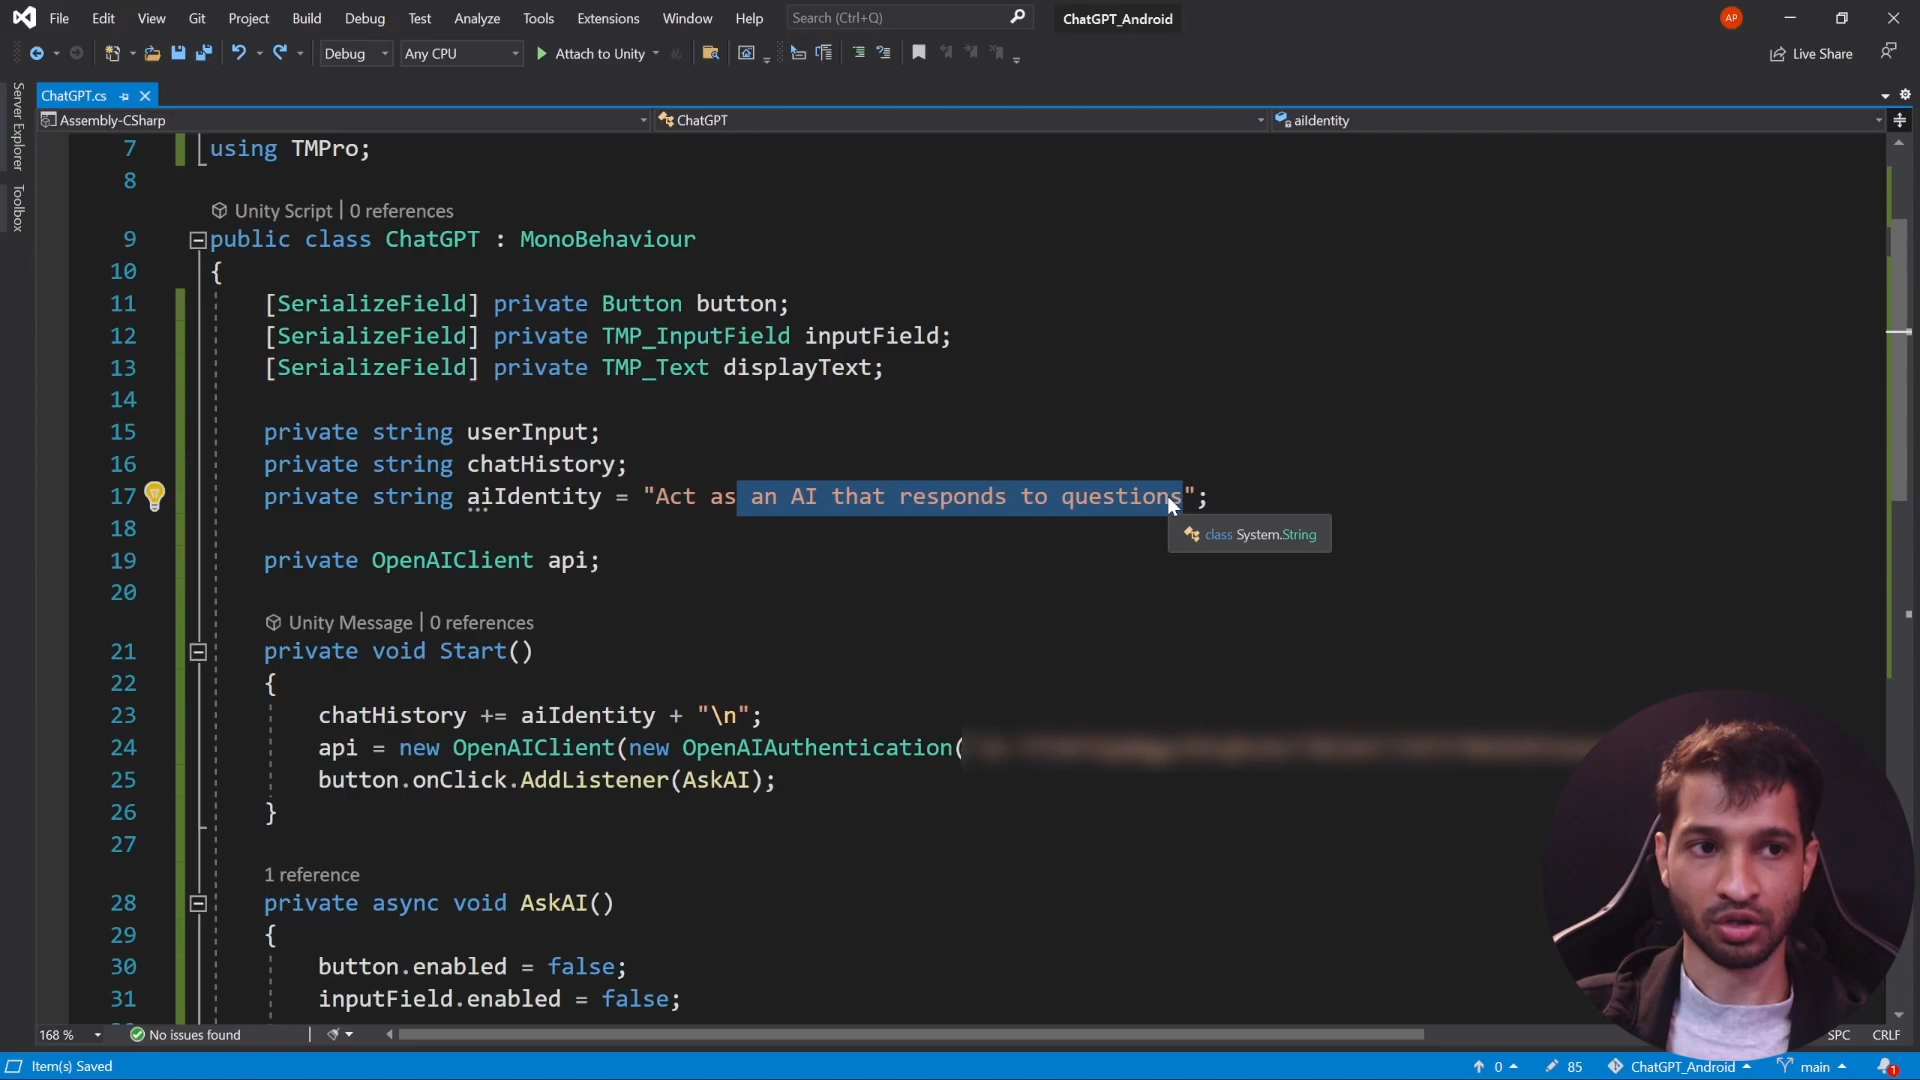 File Edit View Git Project Build Debug Test Analyze Tools Extensions Window Help Search (Ctrl+Q) ChatGPT_Android AP
Debug Any CPU Attach to Unity Live Share
Server Explorer
Toolbox
ChatGPT.cs
Assembly-CSharp ChatGPT aiIdentity
7 using TMPro;
8
Unity Script | 0 references
9 public class ChatGPT : MonoBehaviour
10 {
11 [SerializeField] private Button button;
12 [SerializeField] private TMP_InputField inputField;
13 [SerializeField] private TMP_Text displayText;
14
15 private string userInput;
16 private string chatHistory;
17 private string aiIdentity = "Act as an AI that responds to questions";
class System.String
18
19 private OpenAIClient api;
20
Unity Message | 0 references
21 private void Start()
22 {
23 chatHistory += aiIdentity + "\n";
24 api = new OpenAIClient(new OpenAIAuthentication(
25 button.onClick.AddListener(AskAI);
26 }
27
1 reference
28 private async void AskAI()
29 {
30 button.enabled = false;
31 inputField.enabled = false;
168 % No issues found SPC CRLF
Item(s) Saved 0 85 ChatGPT_Android main 1